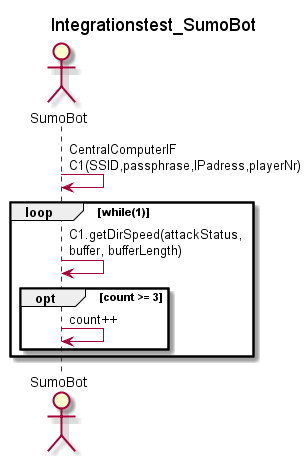 Integrationstest_SumoBot
SumoBot
CentralComputerIF
C1(SSID,passphrase,IPadress,playerNr)
loop [while(1)]
C1.getDirSpeed(attackStatus,
buffer, bufferLength)
opt [count >= 3]
count++
SumoBot